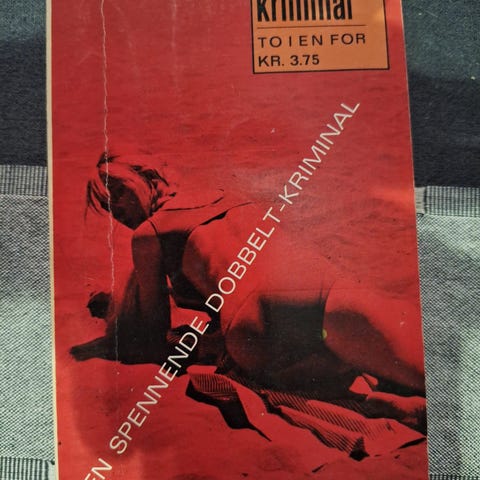 kriminal
TO I EN FOR
KR. 3.75
EN SPENNENDE DOBBELT-KRIMINAL